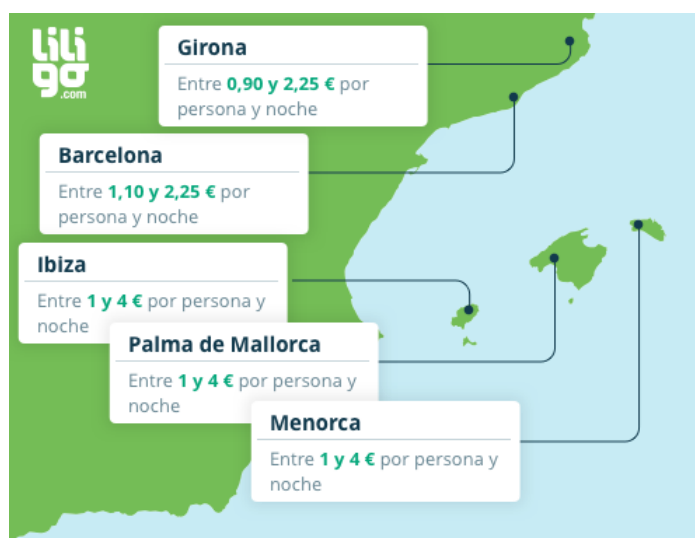 liligo
.com
Girona
Entre 0,90 y 2,25 € por
persona y noche
Barcelona
Entre 1,10 y 2,25 € por
persona y noche
Ibiza
Entre 1 y 4 € por persona y
noche
Palma de Mallorca
Entre 1 y 4 € por persona y
noche
Menorca
Entre 1 y 4 € por persona y
noche